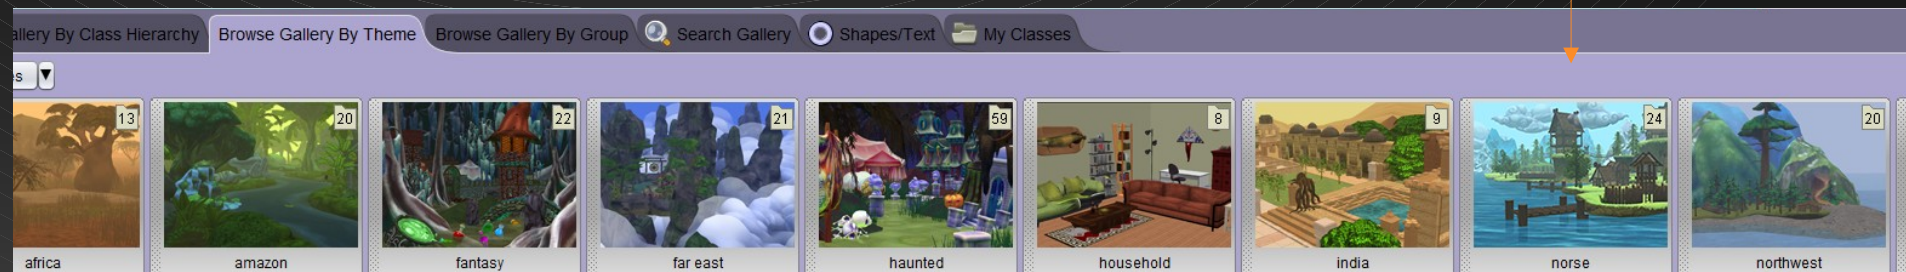 allery By Class Hierarchy Browse Gallery By Theme Browse Gallery By Group Search Gallery Shapes/Text My Classes
s
13 20 22 21 59 8 9 24 20
africa amazon fantasy far east haunted household india norse northwest